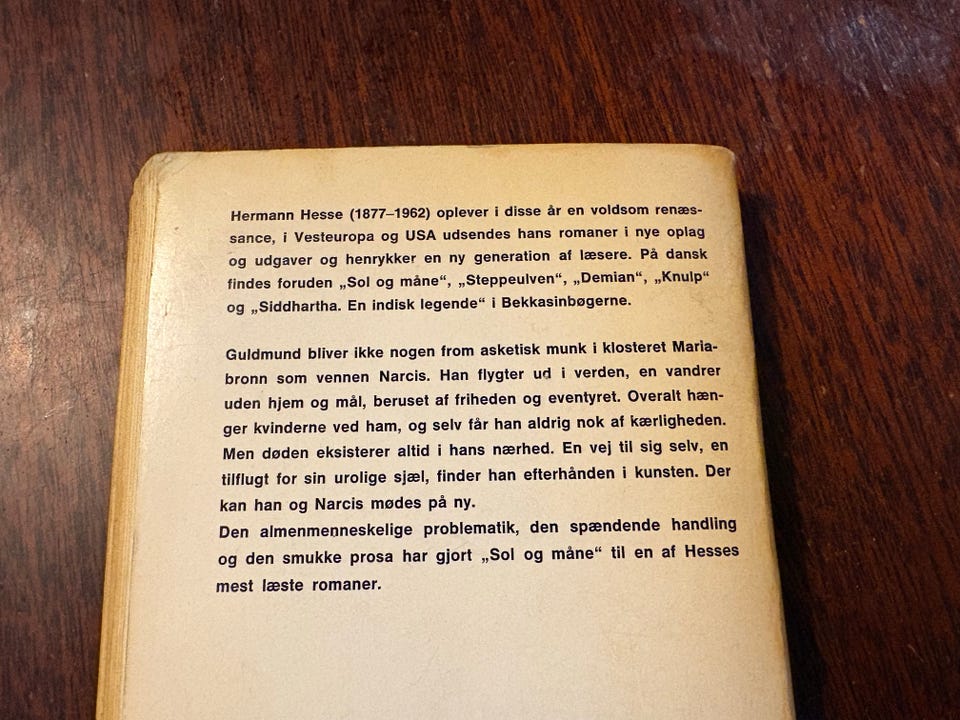 Hermann Hesse (1877–1962) oplever i disse år en voldsom renæs-
sance, i Vesteuropa og USA udsendes hans romaner i nye oplag
og udgaver og henrykker en ny generation af læsere. På dansk
findes foruden „Sol og måne“, „Steppeulven“, „Demian“, „Knulp“
og „Siddhartha. En indisk legende“ i Bekkasinbøgerne.

Guldmund bliver ikke nogen from asketisk munk i klosteret Maria-
bronn som vennen Narcis. Han flygter ud i verden, en vandrer
uden hjem og mål, beruset af friheden og eventyret. Overalt hæn-
ger kvinderne ved ham, og selv får han aldrig nok af kærligheden.
Men døden eksisterer altid i hans nærhed. En vej til sig selv, en
tilflugt for sin urolige sjæl, finder han efterhånden i kunsten. Der
kan han og Narcis mødes på ny.
Den almenmenneskelige problematik, den spændende handling
og den smukke prosa har gjort „Sol og måne“ til en af Hesses
mest læste romaner.